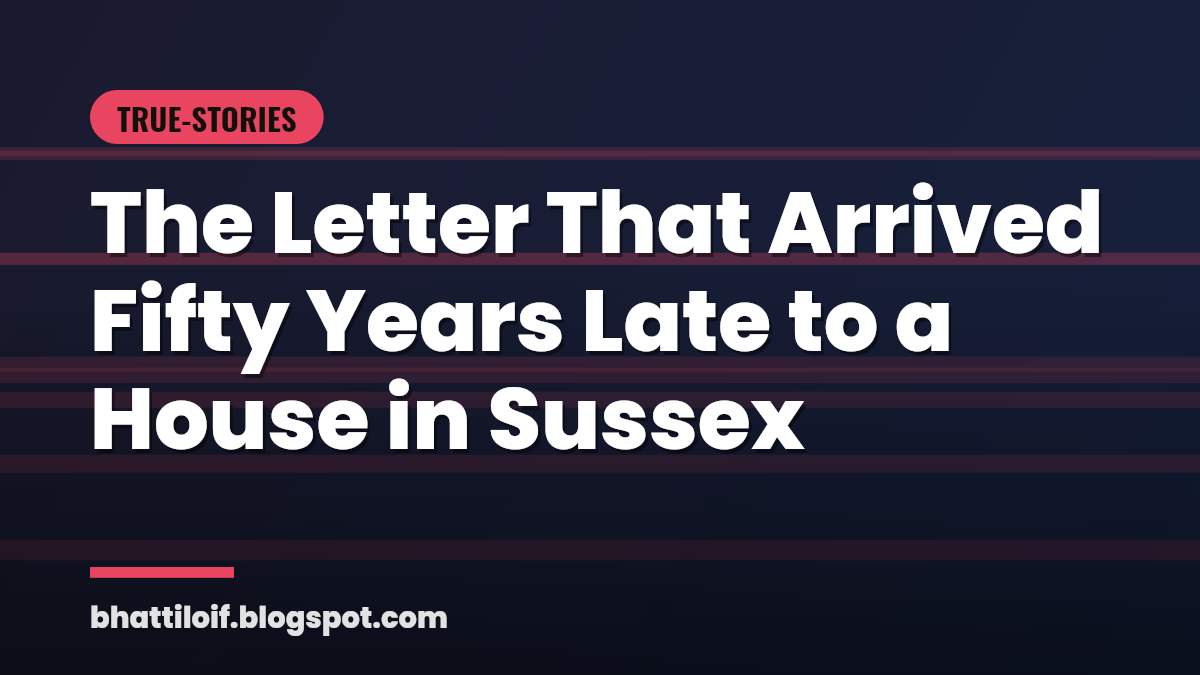 TRUE-STORIES
The Letter That Arrived
Fifty Years Late to a
House in Sussex
bhattiloif.blogspot.com